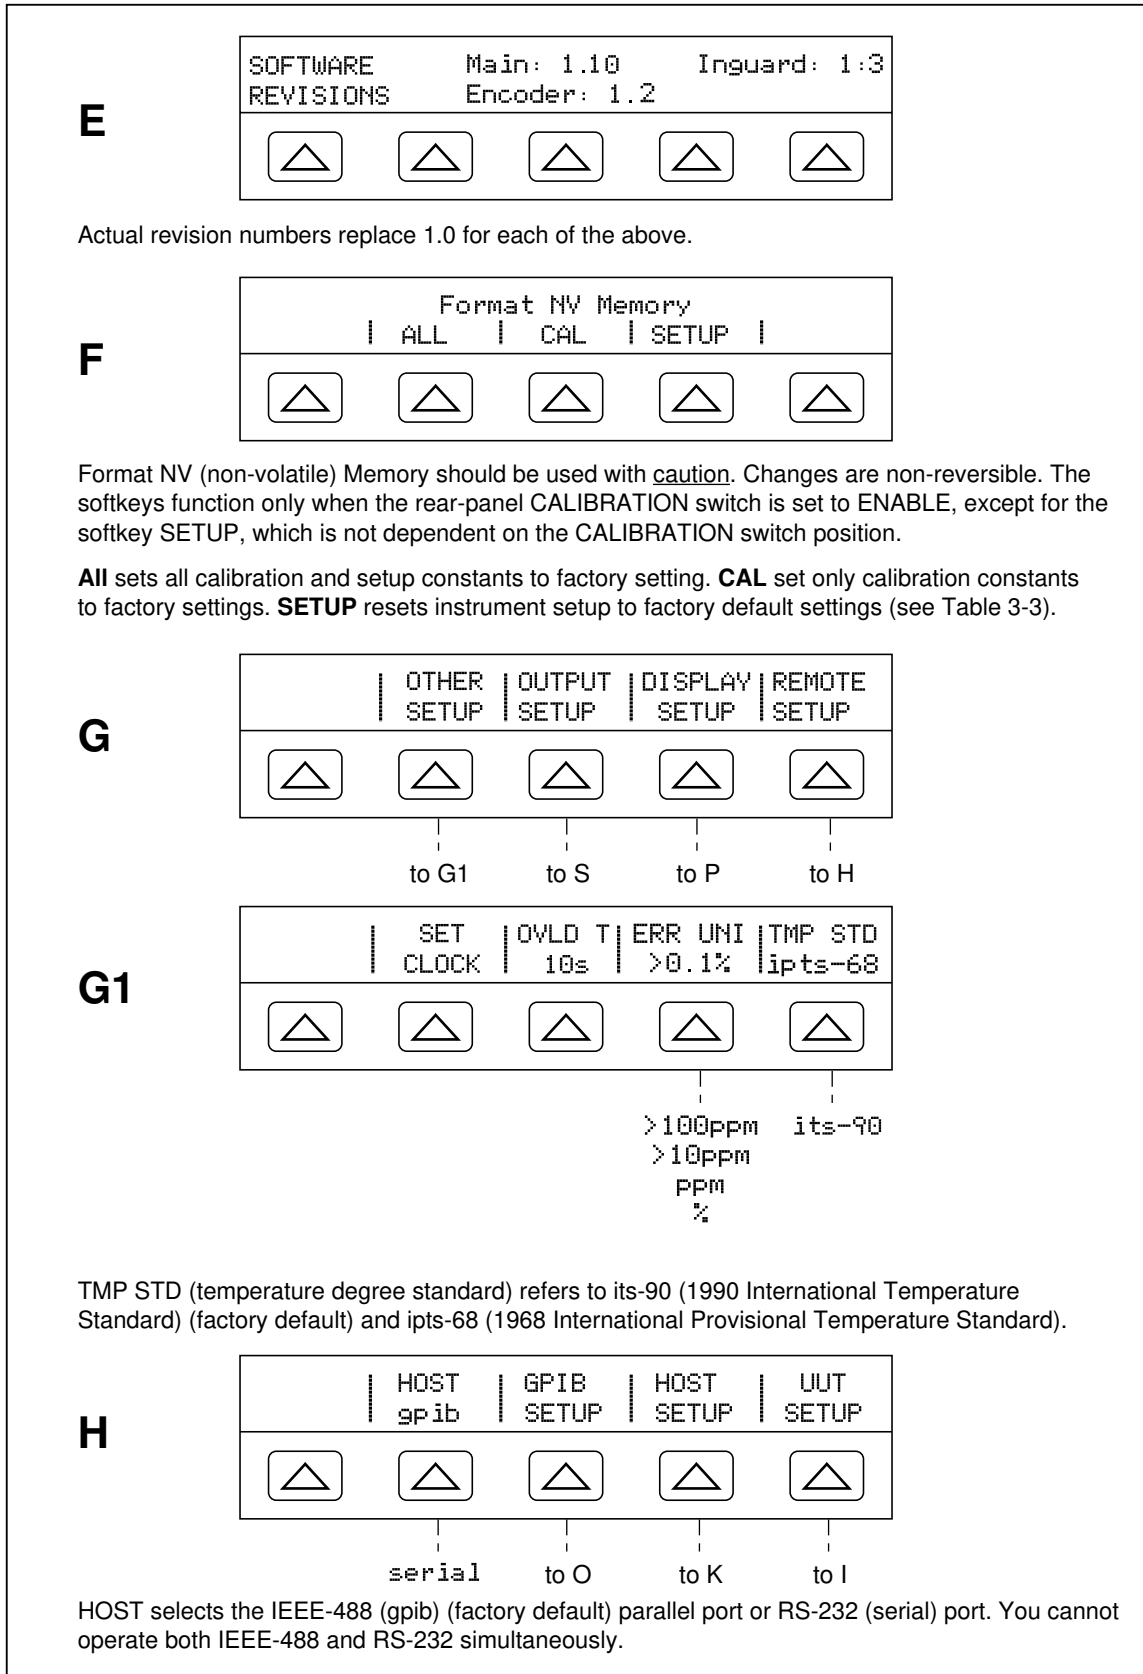 SOFTWARE Main: 1.10 Inguard: 1:3
REVISIONS Encoder: 1.2
E
Actual revision numbers replace 1.0 for each of the above.
Format NV Memory
| ALL | CAL | SETUP |
F
Format NV (non-volatile) Memory should be used with caution. Changes are non-reversible. The
softkeys function only when the rear-panel CALIBRATION switch is set to ENABLE, except for the
softkey SETUP, which is not dependent on the CALIBRATION switch position.
All sets all calibration and setup constants to factory setting. CAL set only calibration constants
to factory settings. SETUP resets instrument setup to factory default settings (see Table 3-3).
| OTHER | OUTPUT | DISPLAY | REMOTE
| SETUP | SETUP | SETUP | SETUP
G
to G1 to S to P to H
| SET | OVLD T | ERR UNI | TMP STD
| CLOCK | 10s | >0.1% | ipts-68
G1
>100ppm its-90
>10ppm
ppm
%
TMP STD (temperature degree standard) refers to its-90 (1990 International Temperature
Standard) (factory default) and ipts-68 (1968 International Provisional Temperature Standard).
| HOST | GPIB | HOST | UUT
| gpib | SETUP | SETUP | SETUP
H
serial to O to K to I
HOST selects the IEEE-488 (gpib) (factory default) parallel port or RS-232 (serial) port. You cannot
operate both IEEE-488 and RS-232 simultaneously.